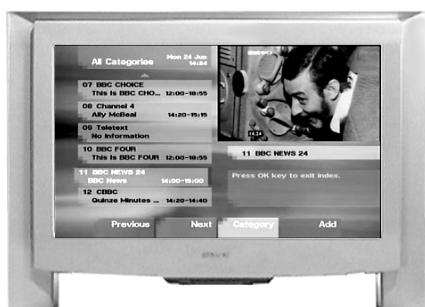 All Categories
Mon 24 Jun
14:24
07 BBC CHOICE
This Is BBC CHO... 12:00-18:55
08 Channel 4
Ally McBeal 14:20-15:15
09 Teletext
No Information
10 BBC FOUR
This Is BBC FOUR 12:00-18:55
11 BBC NEWS 24
BBC News 14:00-15:00
12 CBBC
Quinze Minutes ... 14:20-14:40
14.24
11 BBC NEWS 24
Press OK key to exit index.
Previous Next Category Add